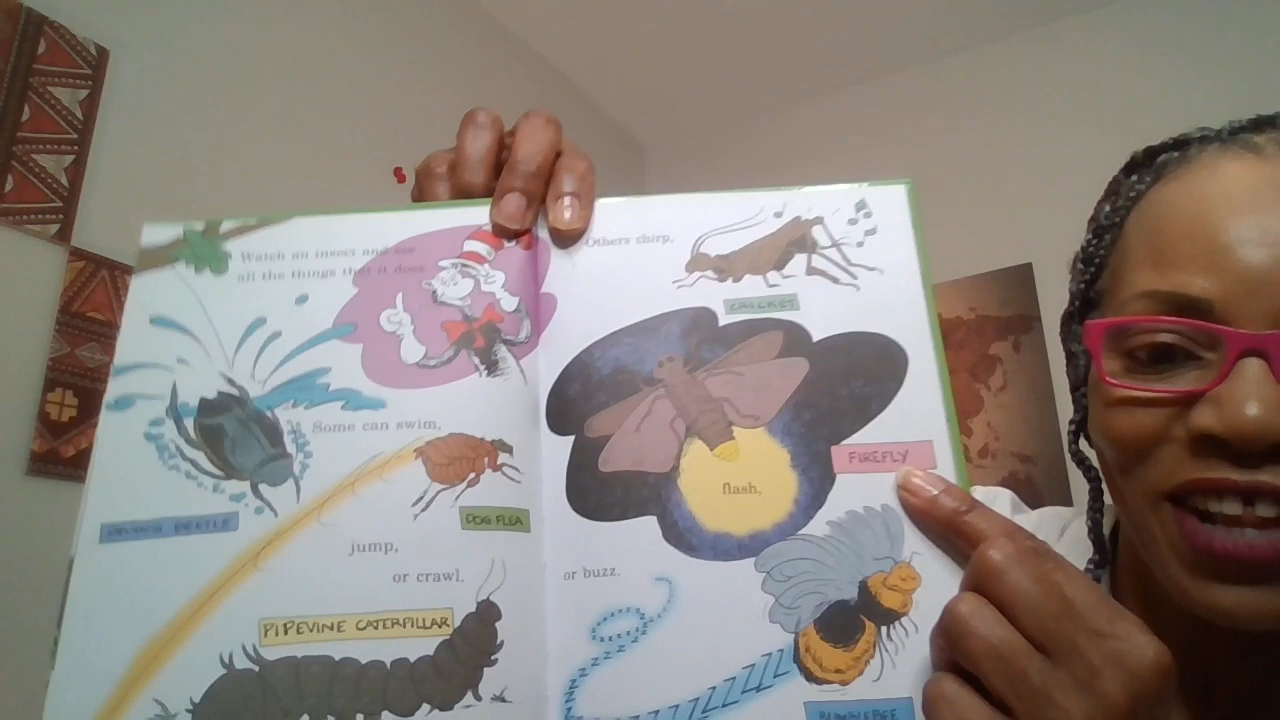 Watch an insect and see
all the things that it does.
Some can swim,
DOG FLEA
jump,
or crawl,
PIPEVINE CATERPILLAR
Others chirp,
CRICKET
FIREFLY
flash,
or buzz.
BUMBLEBEE